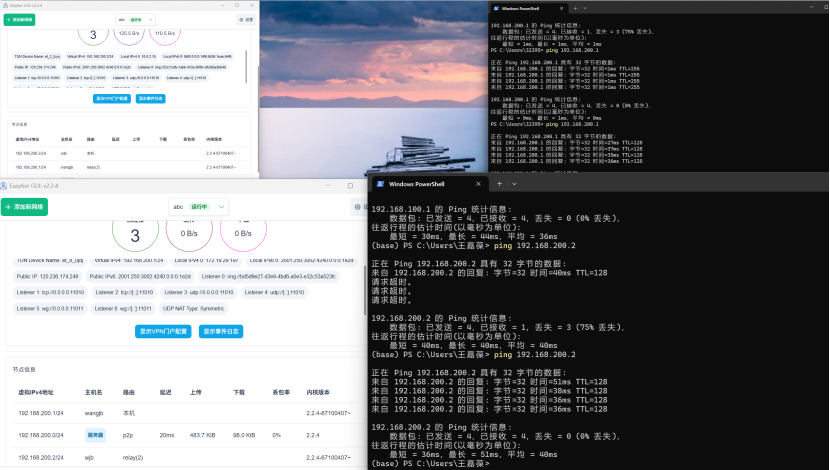 EasyTier GUI: v2.2.4
添加新网络
abc 运行中
设置
3
125.5 B/s
110.5 B/s
Listener 1: tcp://0.0.0.0:11010
Listener 2: tcp://[::]:11010
Listener 3: udp://0.0.0.0:11010
Listener 4: udp://[::]:11010
显示VPN门户配置
显示事件日志
节点信息
虚拟IPv4地址 主机名 路由 延迟 上传 下载 丢包率 内核版本
192.168.200.2/24 wjb 本机 2.2.4-67100407~
192.168.200.1/24 wangjb relay(2) 2.2.4-67100407~
Windows PowerShell
192.168.200.1 的 Ping 统计信息:
数据包: 已发送 = 4, 已接收 = 1, 丢失 = 3 (75% 丢失),
往返行程的估计时间(以毫秒为单位):
最短 = 1ms, 最长 = 1ms, 平均 = 1ms
PS C:\Users\32395> ping 192.168.200.1
正在 Ping 192.168.200.1 具有 32 字节的数据:
来自 192.168.200.1 的回复: 字节=32 时间<1ms TTL=255
来自 192.168.200.1 的回复: 字节=32 时间<1ms TTL=255
来自 192.168.200.1 的回复: 字节=32 时间<1ms TTL=255
来自 192.168.200.1 的回复: 字节=32 时间<1ms TTL=255
192.168.200.1 的 Ping 统计信息:
数据包: 已发送 = 4, 已接收 = 4, 丢失 = 0 (0% 丢失),
往返行程的估计时间(以毫秒为单位):
最短 = 0ms, 最长 = 0ms, 平均 = 0ms
PS C:\Users\32395> ping 192.168.200.1
正在 Ping 192.168.200.1 具有 32 字节的数据:
来自 192.168.200.1 的回复: 字节=32 时间=27ms TTL=128
来自 192.168.200.1 的回复: 字节=32 时间=37ms TTL=128
来自 192.168.200.1 的回复: 字节=32 时间=35ms TTL=128
来自 192.168.200.1 的回复: 字节=32 时间=36ms TTL=128
EasyTier GUI: v2.2.4
添加新网络
abc 运行中
3
0 B/s
0 B/s
Public IP: 120.236.174.249
Public IPv6: 2001:250:3002:4240:0:0:0:1e2d
Listener 0: ring://bd5d9e27-d3e9-4bd6-a5e3-e32c53a523fc
Listener 1: tcp://0.0.0.0:11010
Listener 2: tcp://[::]:11010
Listener 3: udp://0.0.0.0:11010
Listener 4: udp://[::]:11010
Listener 5: wg://0.0.0.0:11011
Listener 6: wg://[::]:11011
UDP NAT Type: Symmetric
显示VPN门户配置
显示事件日志
节点信息
虚拟IPv4地址 主机名 路由 延迟 上传 下载 丢包率 内核版本
192.168.200.1/24 wangjb 本机 2.2.4-67100407~
192.168.200.0/24 服务器 p2p 20ms 483.7 KiB 98.0 KiB 0% 2.2.4
192.168.200.2/24 wjb relay(2) 2.2.4-67100407~
Windows PowerShell
192.168.100.1 的 Ping 统计信息:
数据包: 已发送 = 4, 已接收 = 4, 丢失 = 0 (0% 丢失),
往返行程的估计时间(以毫秒为单位):
最短 = 30ms, 最长 = 44ms, 平均 = 36ms
(base) PS C:\Users\王嘉葆> ping 192.168.200.2
正在 Ping 192.168.200.2 具有 32 字节的数据:
来自 192.168.200.2 的回复: 字节=32 时间=40ms TTL=128
请求超时。
请求超时。
请求超时。
192.168.200.2 的 Ping 统计信息:
数据包: 已发送 = 4, 已接收 = 1, 丢失 = 3 (75% 丢失),
往返行程的估计时间(以毫秒为单位):
最短 = 40ms, 最长 = 40ms, 平均 = 40ms
(base) PS C:\Users\王嘉葆> ping 192.168.200.2
正在 Ping 192.168.200.2 具有 32 字节的数据:
来自 192.168.200.2 的回复: 字节=32 时间=51ms TTL=128
来自 192.168.200.2 的回复: 字节=32 时间=38ms TTL=128
来自 192.168.200.2 的回复: 字节=32 时间=36ms TTL=128
来自 192.168.200.2 的回复: 字节=32 时间=36ms TTL=128
192.168.200.2 的 Ping 统计信息:
数据包: 已发送 = 4, 已接收 = 4, 丢失 = 0 (0% 丢失),
往返行程的估计时间(以毫秒为单位):
最短 = 36ms, 最长 = 51ms, 平均 = 40ms
(base) PS C:\Users\王嘉葆>